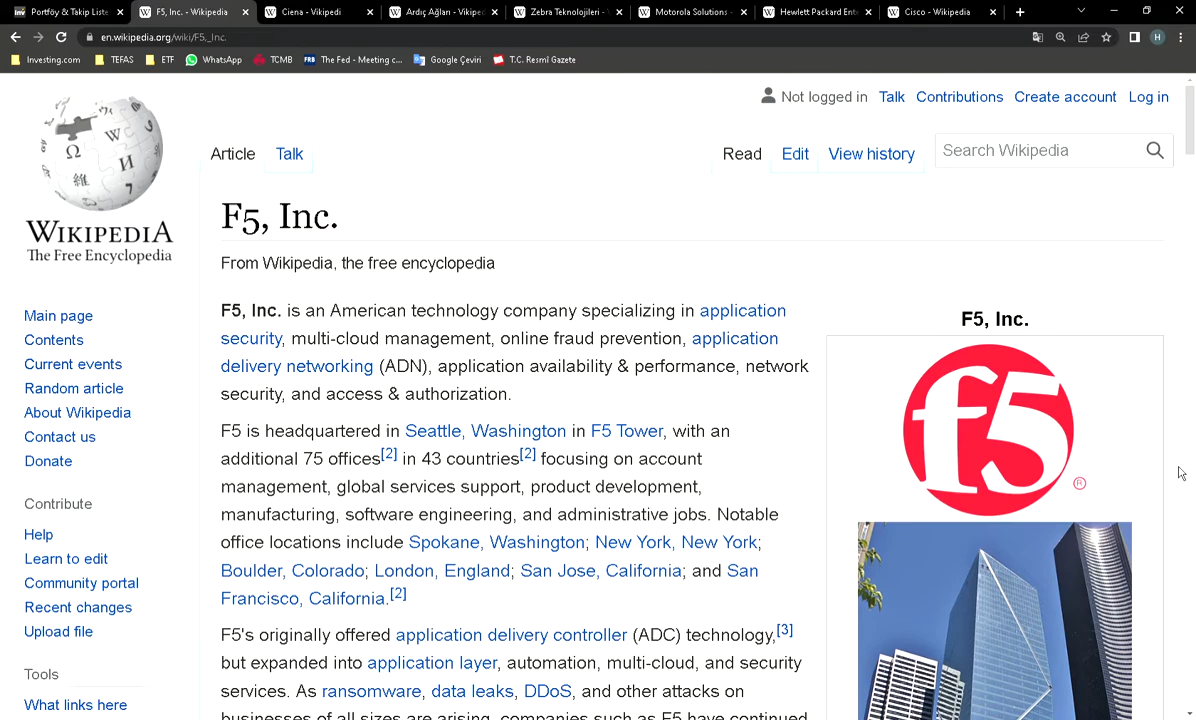 Portföy & Takip Liste
F5, Inc. - Wikipedia
Ciena - Vikipedi
Ardıç Ağları - Vikiped
Zebra Teknolojileri -
Motorola Solutions -
Hewlett Packard Ente
Cisco - Wikipedia
en.wikipedia.org/wiki/F5,_Inc.
H
Investing.com
TEFAS
ETF
WhatsApp
TCMB
The Fed - Meeting c...
Google Çeviri
T.C. Resmî Gazete
Not logged in
Talk
Contributions
Create account
Log in
Article
Talk
Read
Edit
View history
Search Wikipedia
WIKIPEDIA
The Free Encyclopedia
Main page
Contents
Current events
Random article
About Wikipedia
Contact us
Donate
Contribute
Help
Learn to edit
Community portal
Recent changes
Upload file
Tools
What links here
F5, Inc.
From Wikipedia, the free encyclopedia
F5, Inc. is an American technology company specializing in application
security, multi-cloud management, online fraud prevention, application
delivery networking (ADN), application availability & performance, network
security, and access & authorization.
F5 is headquartered in Seattle, Washington in F5 Tower, with an
additional 75 offices[2] in 43 countries[2] focusing on account
management, global services support, product development,
manufacturing, software engineering, and administrative jobs. Notable
office locations include Spokane, Washington; New York, New York;
Boulder, Colorado; London, England; San Jose, California; and San
Francisco, California.[2]
F5's originally offered application delivery controller (ADC) technology,[3]
but expanded into application layer, automation, multi-cloud, and security
services. As ransomware, data leaks, DDoS, and other attacks on
businesses of all sizes are arising, companies such as F5 have continued
F5, Inc.
f5
®